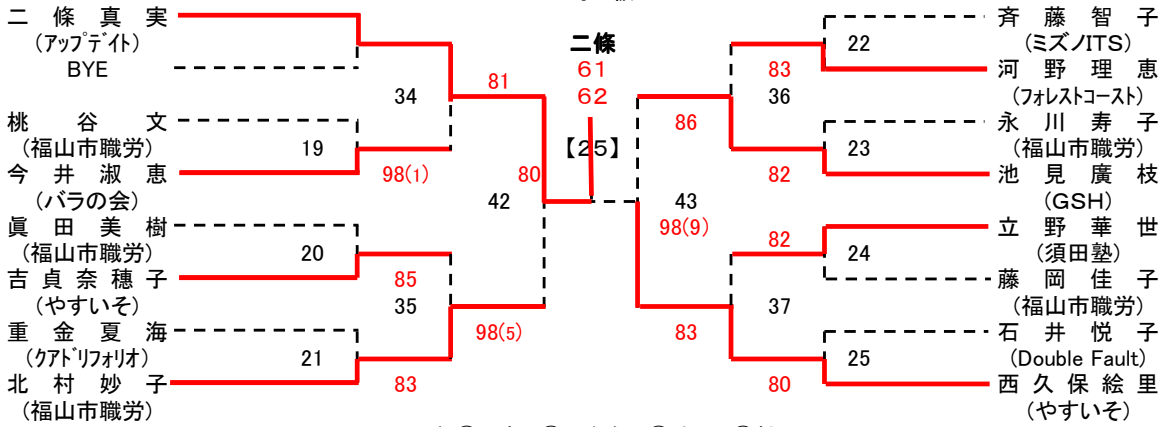 二條真実
(アップデイト)
BYE
桃谷文
(福山市職労)
今井淑恵
(バラの会)
眞田美樹
(福山市職労)
吉貞奈穂子
(やすいそ)
重金夏海
(クアドリフォリオ)
北村妙子
(福山市職労)
34
19
20
35
21
81
98(1)
85
98(5)
83
42
80
二條
61
62
【25】
86
43
98(9)
83
83
36
82
82
37
80
22
23
24
25
斉藤智子
(ミズノITS)
河野理恵
(フォレストコースト)
永川寿子
(福山市職労)
池見廣枝
(GSH)
立野華世
(須田塾)
藤岡佳子
(福山市職労)
石井悦子
(Double Fault)
西久保絵里
(やすいそ)